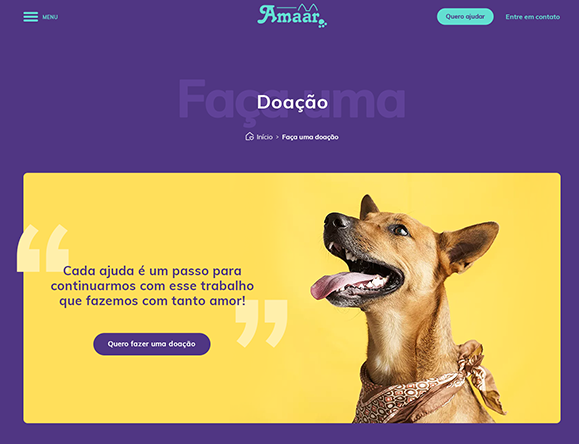 MENU
Amaar
Quero ajudar
Entre em contato
Faça uma
Doação
Início > Faça uma doação
“
Cada ajuda é um passo para
continuarmos com esse trabalho
que fazemos com tanto amor!
”
Quero fazer uma doação